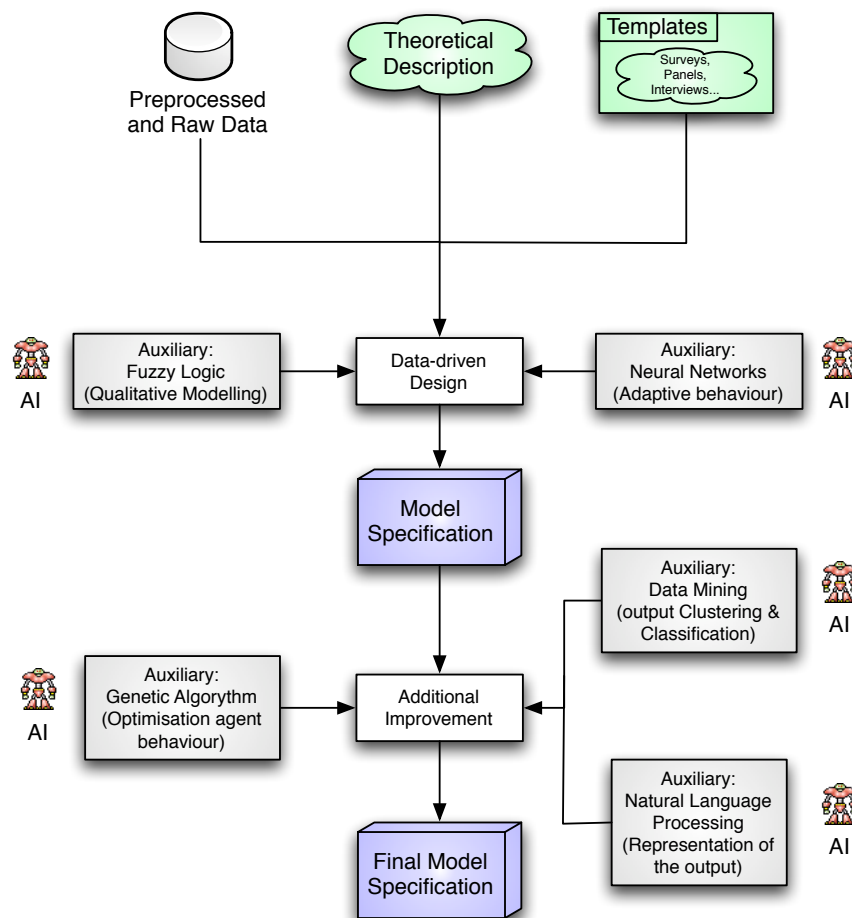 Preprocessed
and Raw Data
Theoretical
Description
Templates
Surveys,
Panels,
Interviews...
AI
Auxiliary:
Fuzzy Logic
(Qualitative Modelling)
Data-driven
Design
Auxiliary:
Neural Networks
(Adaptive behaviour)
AI
Model
Specification
Auxiliary:
Data Mining
(output Clustering &
Classification)
AI
AI
Auxiliary:
Genetic Algorythm
(Optimisation agent
behaviour)
Additional
Improvement
Auxiliary:
Natural Language
Processing
(Representation of
the output)
AI
Final Model
Specification